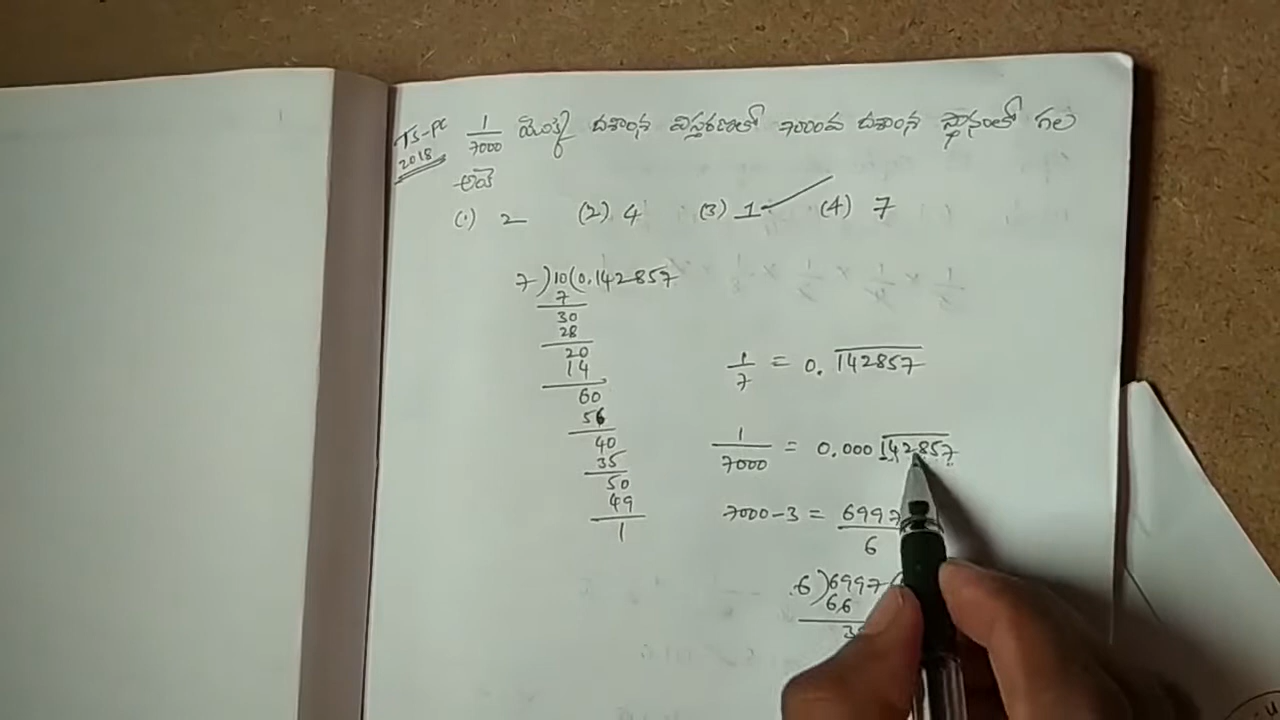 TS-PC
2018
1/7000 యొక్క దశాంశ విస్తరణలో 7000వ దశాంశ స్థానంలో గల
అంకె
(1) 2 (2) 4 (3) 1 (4) 7
7)10(0.142857
7
30
28
20
14
60
56
40
35
50
49
1
1/7 = 0.142857
1/7000 = 0.000142857
7000-3 = 6997
6
6)6997(
66